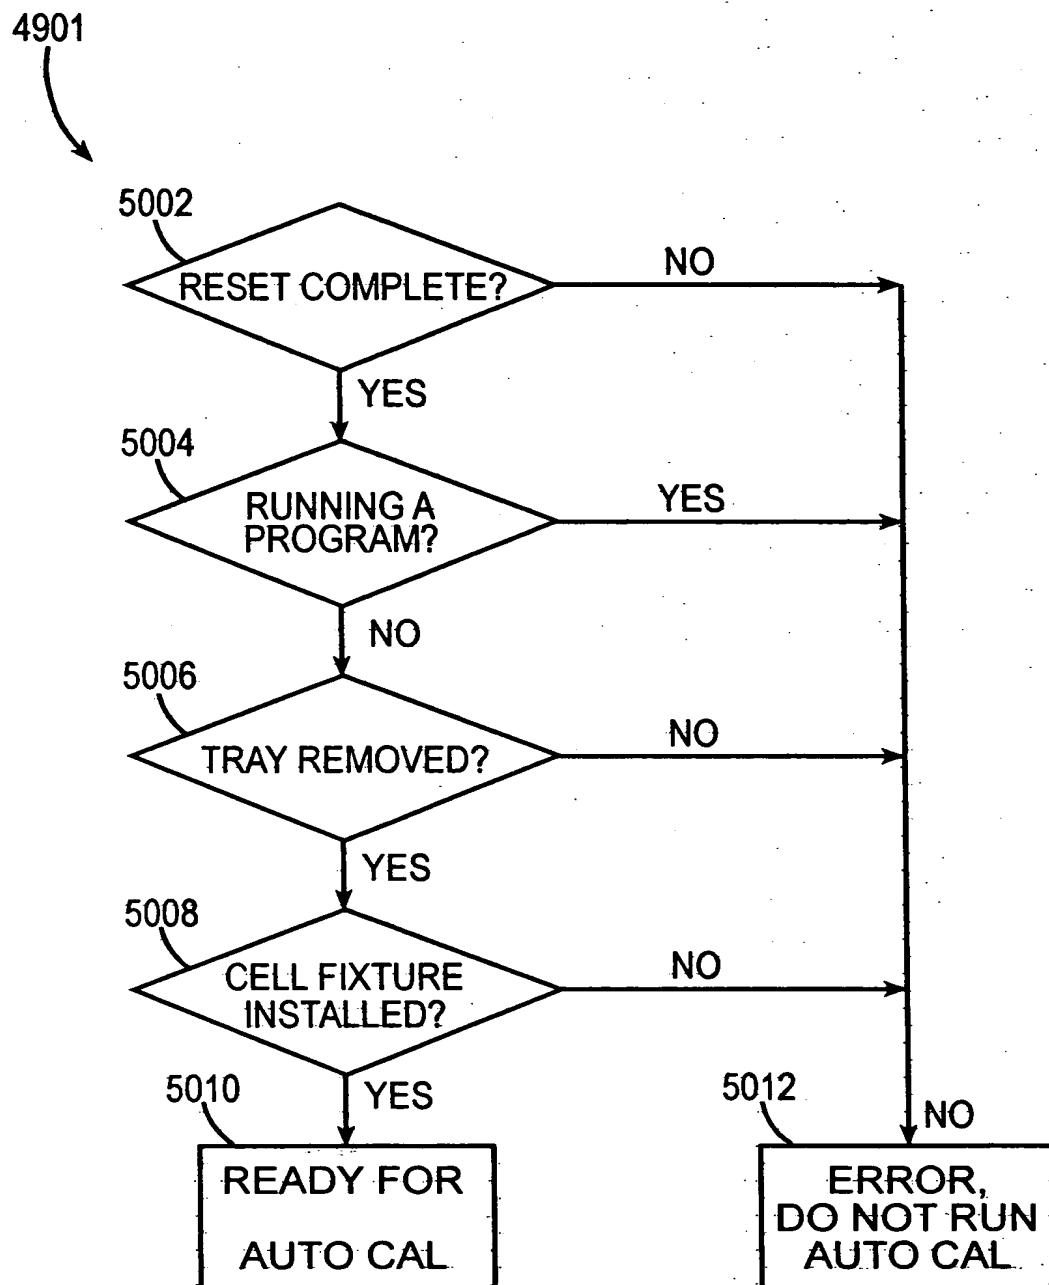 4901
5002
RESET COMPLETE?
NO
YES
5004
RUNNING A
PROGRAM?
YES
NO
5006
TRAY REMOVED?
NO
YES
5008
CELL FIXTURE
INSTALLED?
NO
YES
5010
READY FOR
AUTO CAL
5012
NO
ERROR,
DO NOT RUN
AUTO CAL